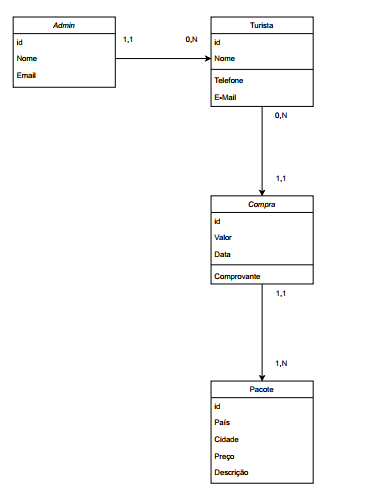 Admin
id
Nome
Email
1,1
0,N
Turista
id
Nome
Telefone
E-Mail
0,N
1,1
Compra
id
Valor
Data
Comprovante
1,1
1,N
Pacote
id
País
Cidade
Preço
Descrição